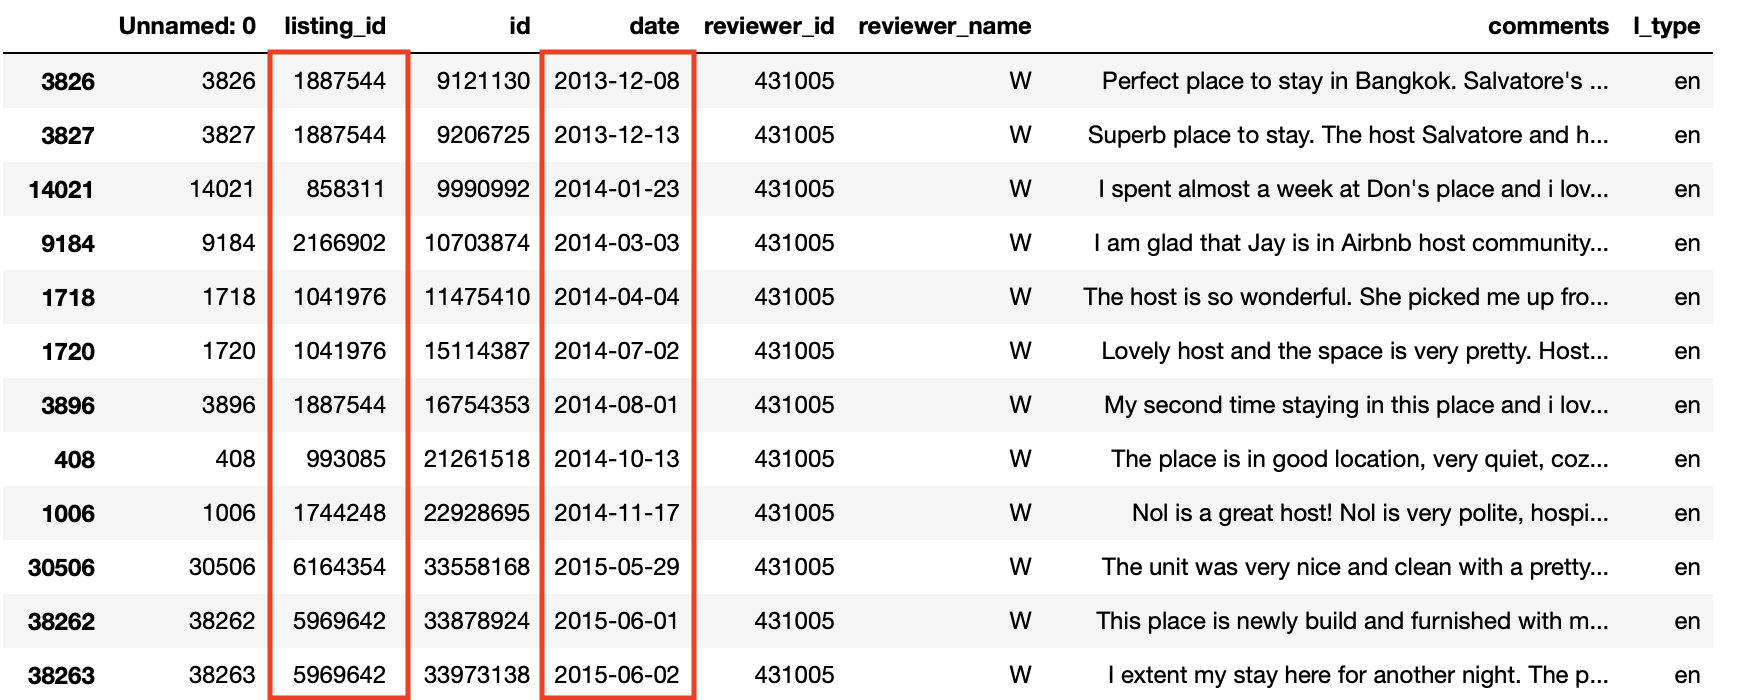 Unnamed: 0 listing_id id date reviewer_id reviewer_name comments l_type
3826 3826 1887544 9121130 2013-12-08 431005 W Perfect place to stay in Bangkok. Salvatore's ... en
3827 3827 1887544 9206725 2013-12-13 431005 W Superb place to stay. The host Salvatore and h... en
14021 14021 858311 9990992 2014-01-23 431005 W I spent almost a week at Don's place and i lov... en
9184 9184 2166902 10703874 2014-03-03 431005 W I am glad that Jay is in Airbnb host community... en
1718 1718 1041976 11475410 2014-04-04 431005 W The host is so wonderful. She picked me up fro... en
1720 1720 1041976 15114387 2014-07-02 431005 W Lovely host and the space is very pretty. Host... en
3896 3896 1887544 16754353 2014-08-01 431005 W My second time staying in this place and i lov... en
408 408 993085 21261518 2014-10-13 431005 W The place is in good location, very quiet, coz... en
1006 1006 1744248 22928695 2014-11-17 431005 W Nol is a great host! Nol is very polite, hospi... en
30506 30506 6164354 33558168 2015-05-29 431005 W The unit was very nice and clean with a pretty... en
38262 38262 5969642 33878924 2015-06-01 431005 W This place is newly build and furnished with m... en
38263 38263 5969642 33973138 2015-06-02 431005 W I extent my stay here for another night. The p... en